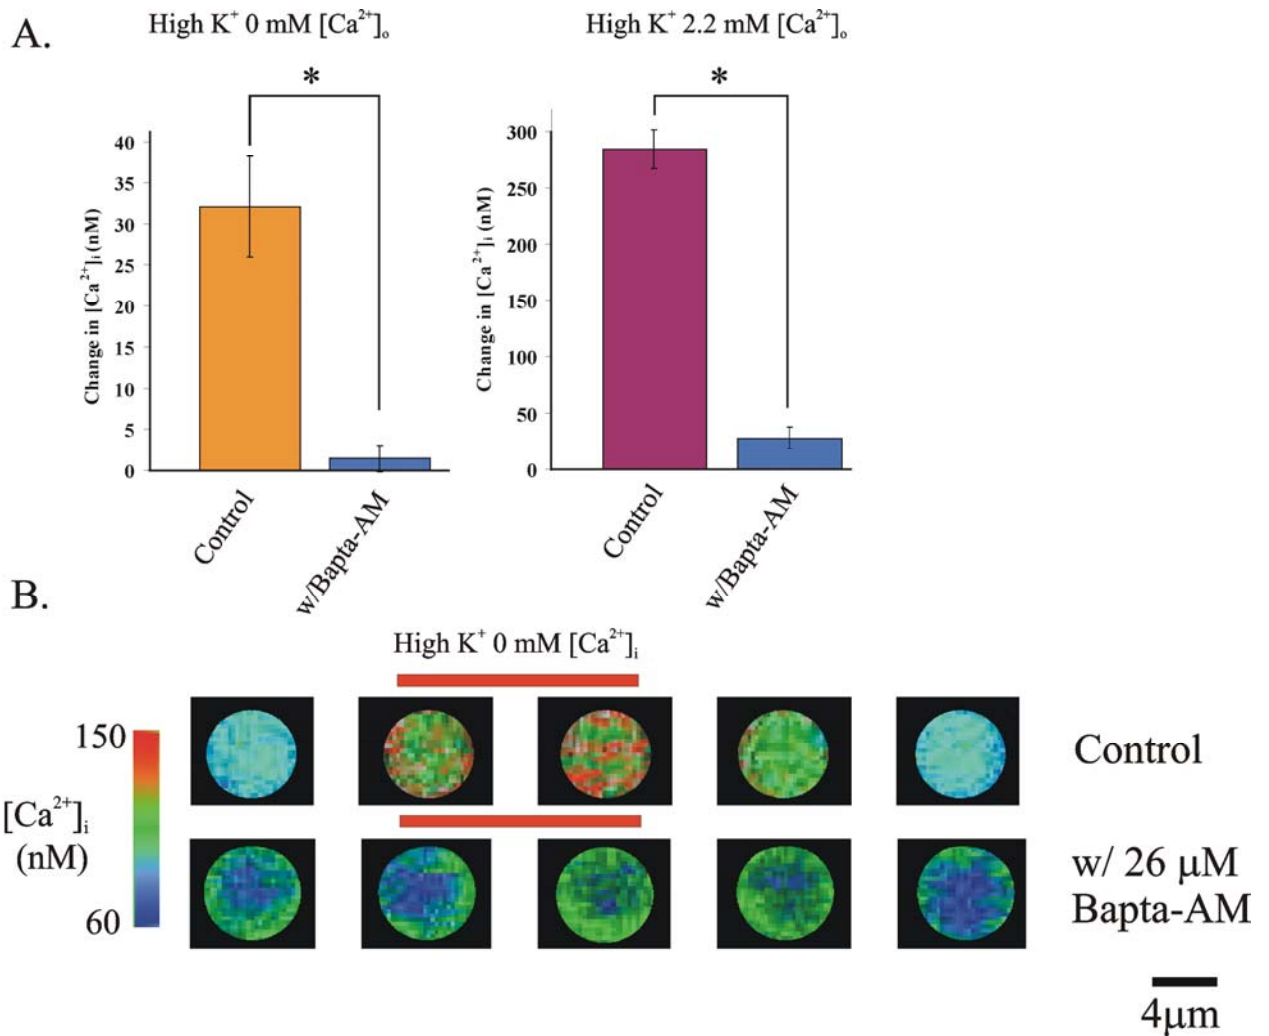 A.
High K⁺ 0 mM [Ca²⁺]ₒ
*
Change in [Ca²⁺]ᵢ (nM)
40
35
30
25
20
15
10
5
0
Control
w/Bapta-AM
High K⁺ 2.2 mM [Ca²⁺]ₒ
*
Change in [Ca²⁺]ᵢ (nM)
300
250
200
150
100
50
0
Control
w/Bapta-AM
B.
High K⁺ 0 mM [Ca²⁺]ᵢ
150
[Ca²⁺]ᵢ
(nM)
60
Control
w/ 26 μM
Bapta-AM
4μm